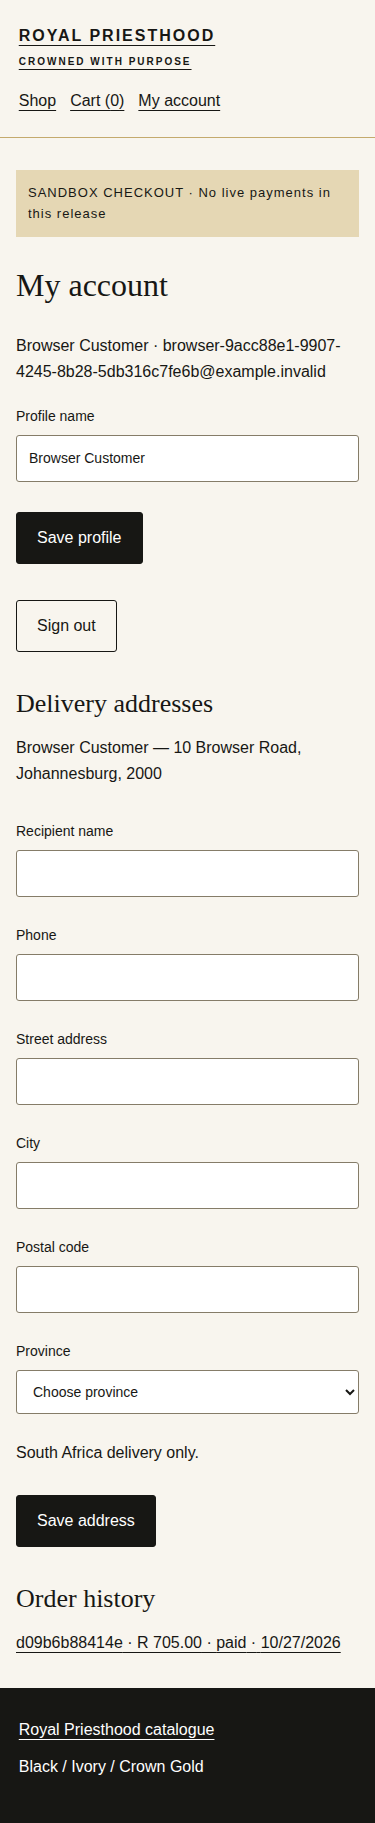 ROYAL PRIESTHOOD
CROWNED WITH PURPOSE
Shop Cart (0) My account
SANDBOX CHECKOUT · No live payments in
this release
My account
Browser Customer · browser-9acc88e1-9907-
4245-8b28-5db316c7fe6b@example.invalid
Profile name
Browser Customer
Save profile
Sign out
Delivery addresses
Browser Customer — 10 Browser Road,
Johannesburg, 2000
Recipient name
Phone
Street address
City
Postal code
Province
Choose province
South Africa delivery only.
Save address
Order history
d09b6b88414e · R 705.00 · paid · 10/27/2026
Royal Priesthood catalogue
Black / Ivory / Crown Gold